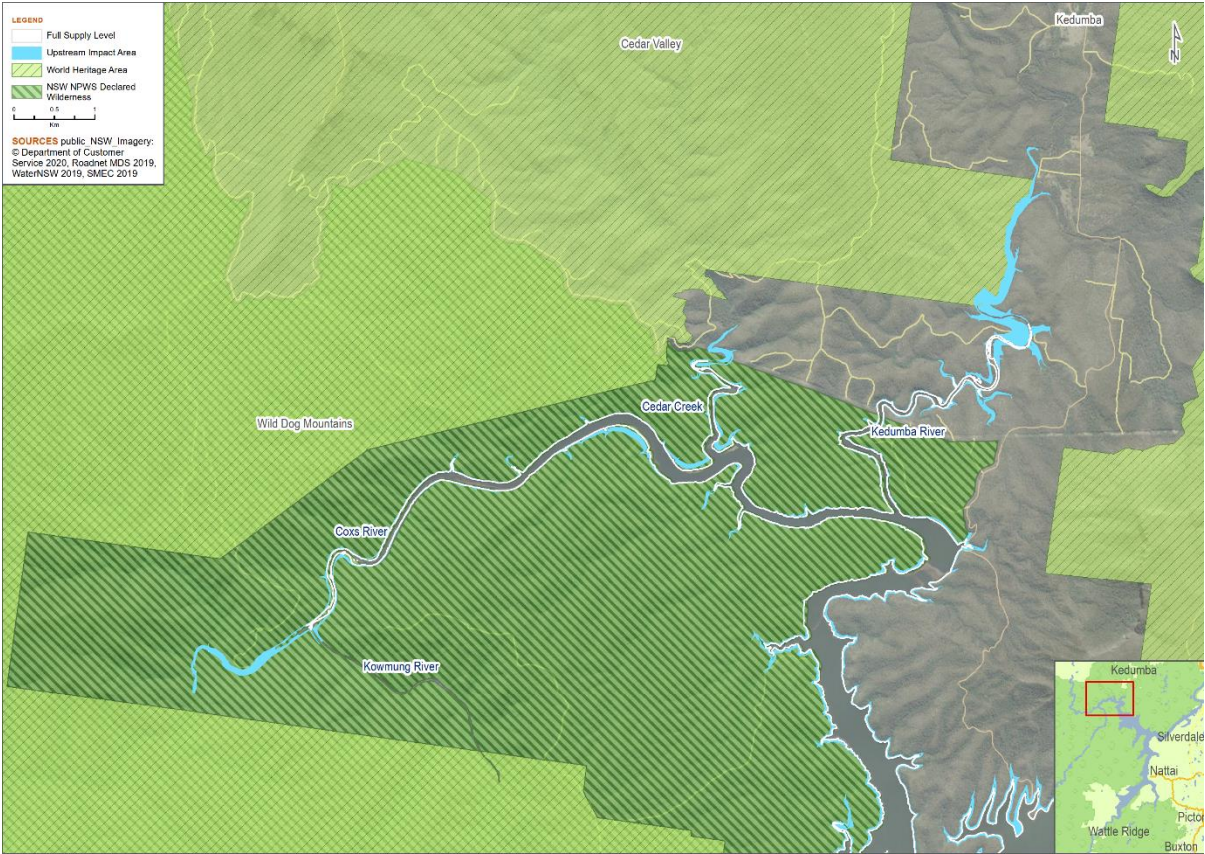 LEGEND
Full Supply Level
Upstream Impact Area
World Heritage Area
NSW NPWS Declared
Wilderness
0 0.5 1
Km
SOURCES public_NSW_Imagery:
© Department of Customer
Service 2020, Roadnet MDS 2019,
WaterNSW 2019, SMEC 2019
Kedumba
Cedar Valley
N
Cedar Creek
Wild Dog Mountains
Kedumba River
Coxs River
Kowmung River
Kedumba
Silverdale
Nattai
Picto
Wattle Ridge
Buxton